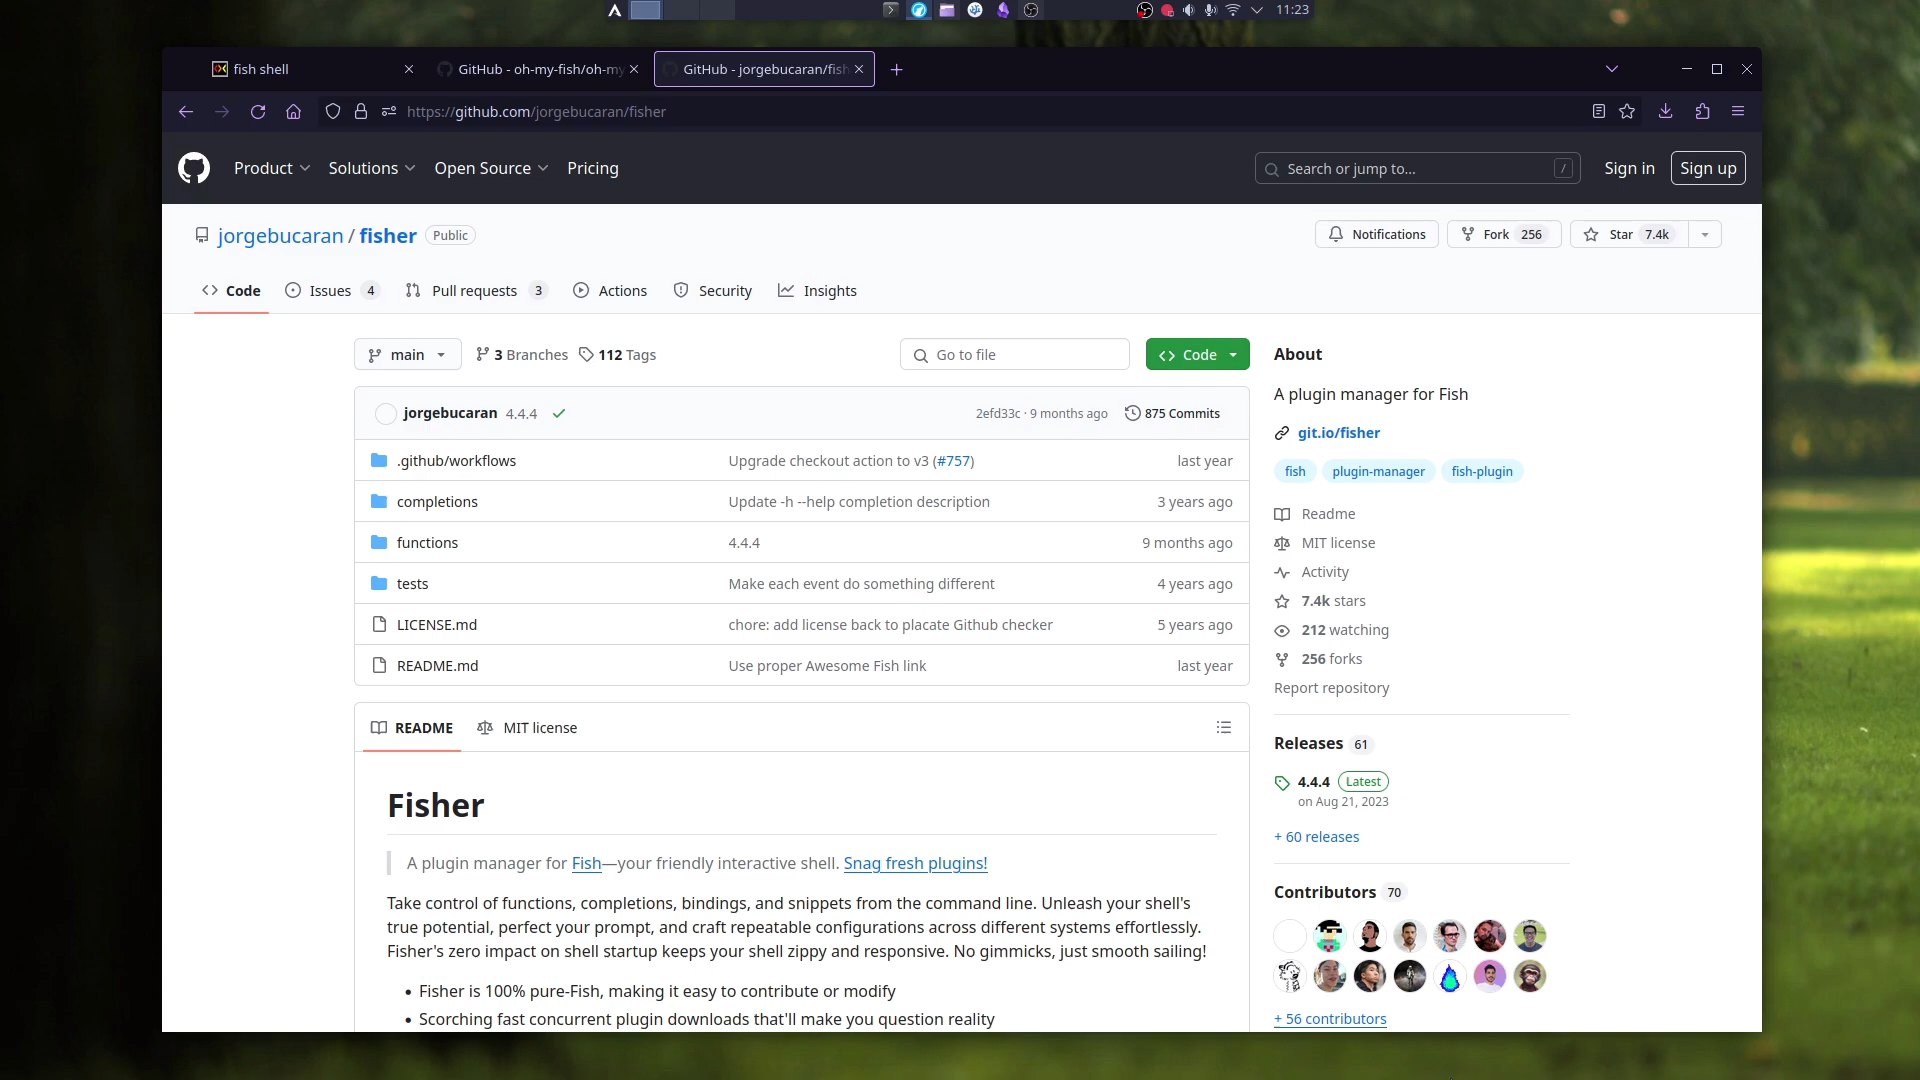 11:23
fish shell
GitHub - oh-my-fish/oh-my
GitHub - jorgebucaran/fish
https://github.com/jorgebucaran/fisher
Product Solutions Open Source Pricing
Search or jump to... /
Sign in
Sign up
jorgebucaran / fisher Public
Notifications
Fork 256
Star 7.4k
Code
Issues 4
Pull requests 3
Actions
Security
Insights
main
3 Branches
112 Tags
Go to file
Code
jorgebucaran 4.4.4
2efd33c · 9 months ago
875 Commits
.github/workflows Upgrade checkout action to v3 (#757) last year
completions Update -h --help completion description 3 years ago
functions 4.4.4 9 months ago
tests Make each event do something different 4 years ago
LICENSE.md chore: add license back to placate Github checker 5 years ago
README.md Use proper Awesome Fish link last year
README
MIT license
Fisher
A plugin manager for Fish—your friendly interactive shell. Snag fresh plugins!
Take control of functions, completions, bindings, and snippets from the command line. Unleash your shell's
true potential, perfect your prompt, and craft repeatable configurations across different systems effortlessly.
Fisher's zero impact on shell startup keeps your shell zippy and responsive. No gimmicks, just smooth sailing!
• Fisher is 100% pure-Fish, making it easy to contribute or modify
• Scorching fast concurrent plugin downloads that'll make you question reality
About
A plugin manager for Fish
git.io/fisher
fish plugin-manager fish-plugin
Readme
MIT license
Activity
7.4k stars
212 watching
256 forks
Report repository
Releases 61
4.4.4 Latest
on Aug 21, 2023
+ 60 releases
Contributors 70
+ 56 contributors